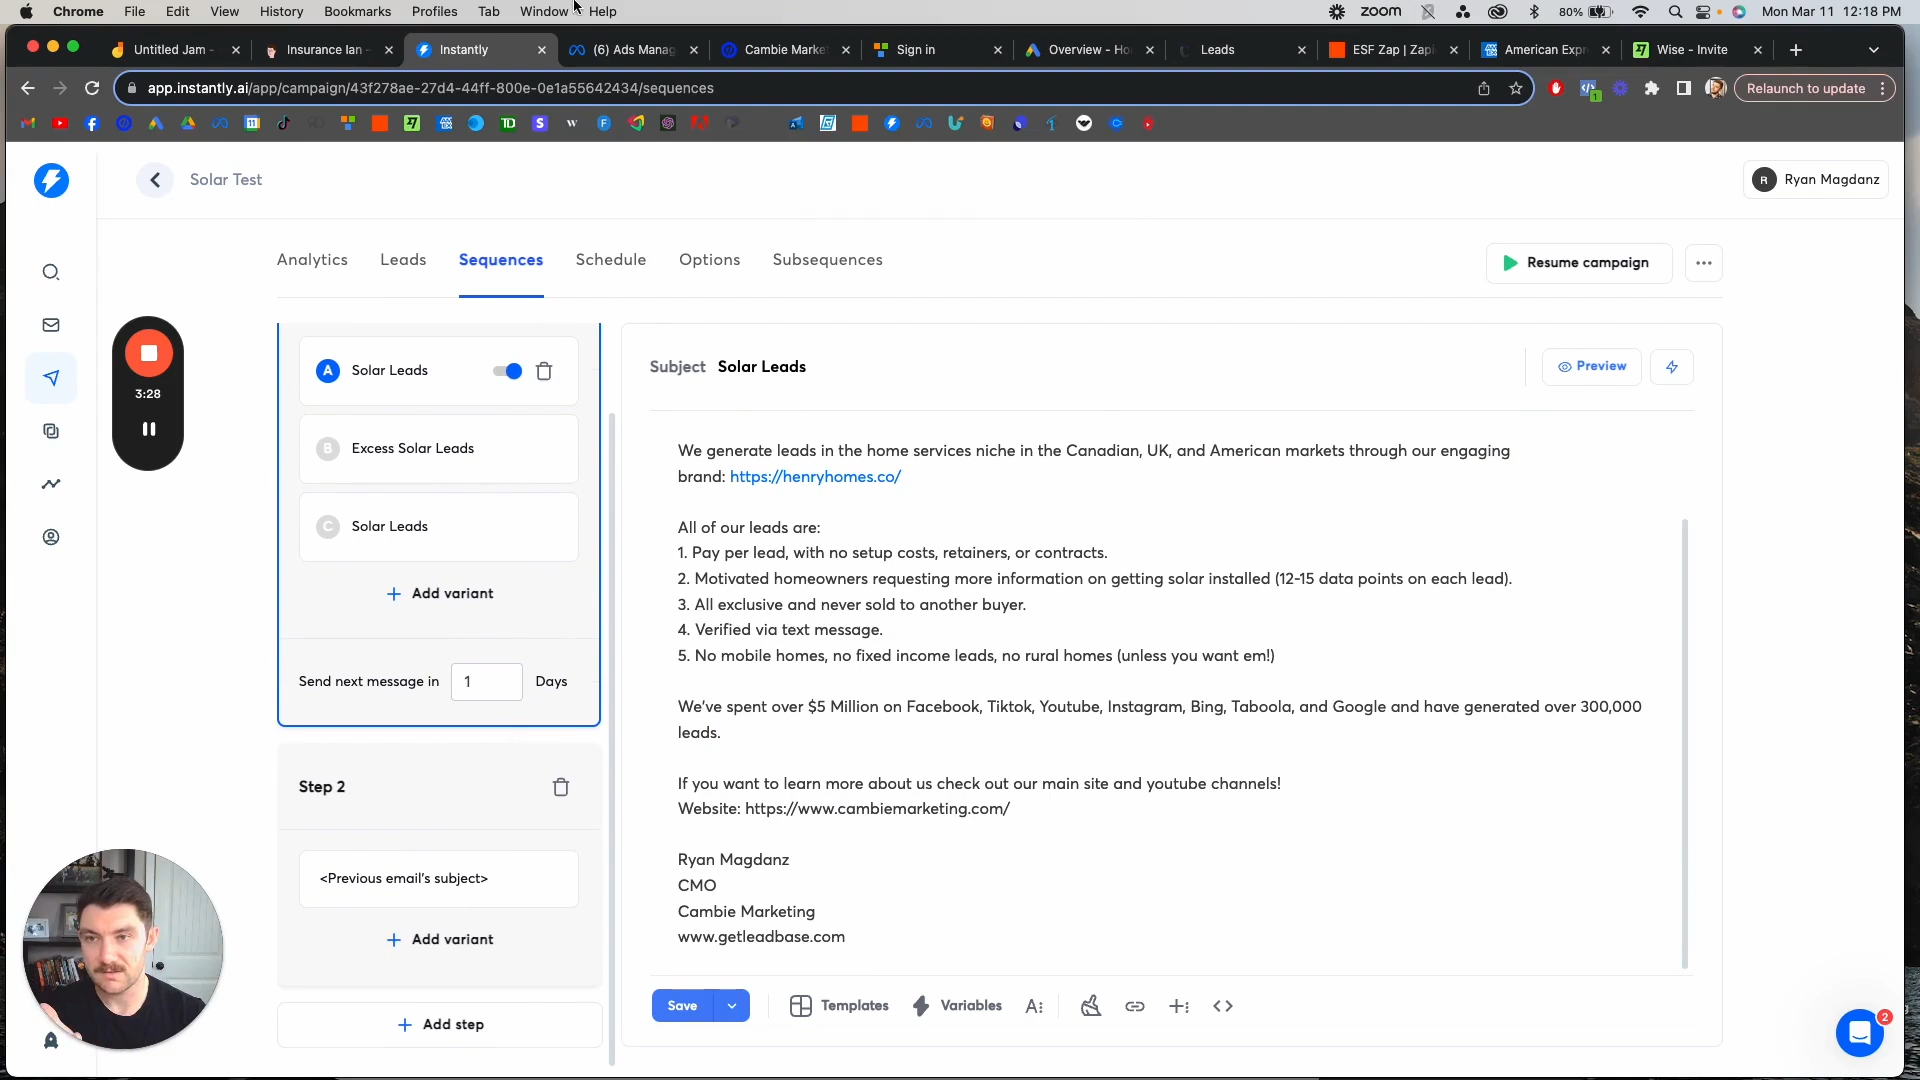 Chrome File Edit View History Bookmarks Profiles Tab Window Help zoom 80% Mon Mar 11 12:18 PM
Untitled Jam - Insurance Ian - Instantly (6) Ads Manag Cambie Market Sign in Overview - Ho Leads ESF Zap | Zapi American Expr Wise - Invite
app.instantly.ai/app/campaign/43f278ae-27d4-44ff-800e-0e1a55642434/sequences
1
Relaunch to update
31 TD S W F
Solar Test
R Ryan Magdanz
Analytics Leads Sequences Schedule Options Subsequences
Resume campaign
3:28
A Solar Leads
B Excess Solar Leads
C Solar Leads
Add variant
Send next message in 1 Days
Step 2
<Previous email's subject>
Add variant
Add step
Subject Solar Leads
Preview
We generate leads in the home services niche in the Canadian, UK, and American markets through our engaging
brand: https://henryhomes.co/
All of our leads are:
1. Pay per lead, with no setup costs, retainers, or contracts.
2. Motivated homeowners requesting more information on getting solar installed (12-15 data points on each lead).
3. All exclusive and never sold to another buyer.
4. Verified via text message.
5. No mobile homes, no fixed income leads, no rural homes (unless you want em!)
We've spent over $5 Million on Facebook, Tiktok, Youtube, Instagram, Bing, Taboola, and Google and have generated over 300,000
leads.
If you want to learn more about us check out our main site and youtube channels!
Website: https://www.cambiemarketing.com/
Ryan Magdanz
CMO
Cambie Marketing
www.getleadbase.com
Save Templates Variables A
2